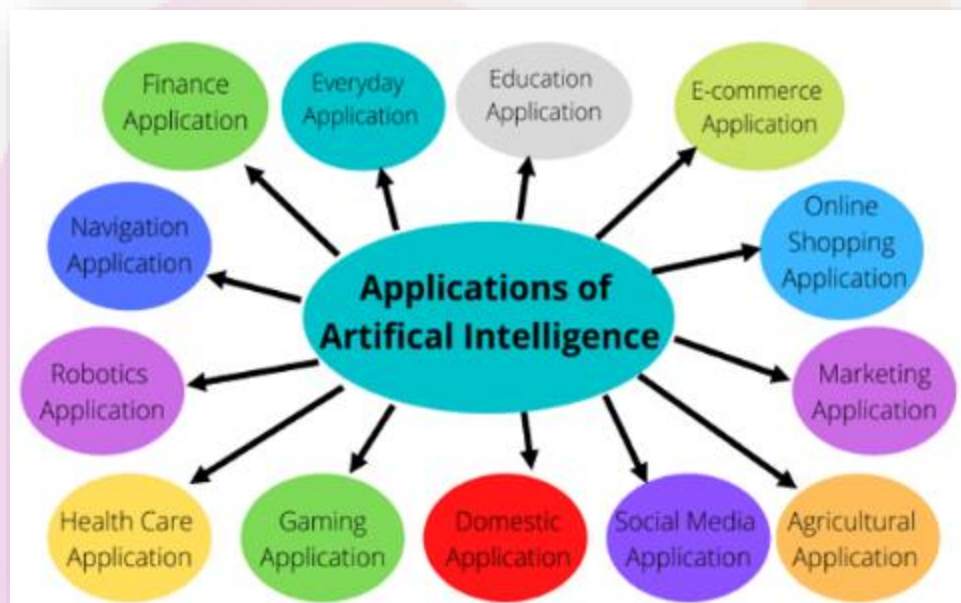 Finance
Application
Everyday
Application
Education
Application
E-commerce
Application
Navigation
Application
Online
Shopping
Application
Applications of
Artifical Intelligence
Robotics
Application
Marketing
Application
Health Care
Application
Gaming
Application
Domestic
Application
Social Media
Application
Agricultural
Application